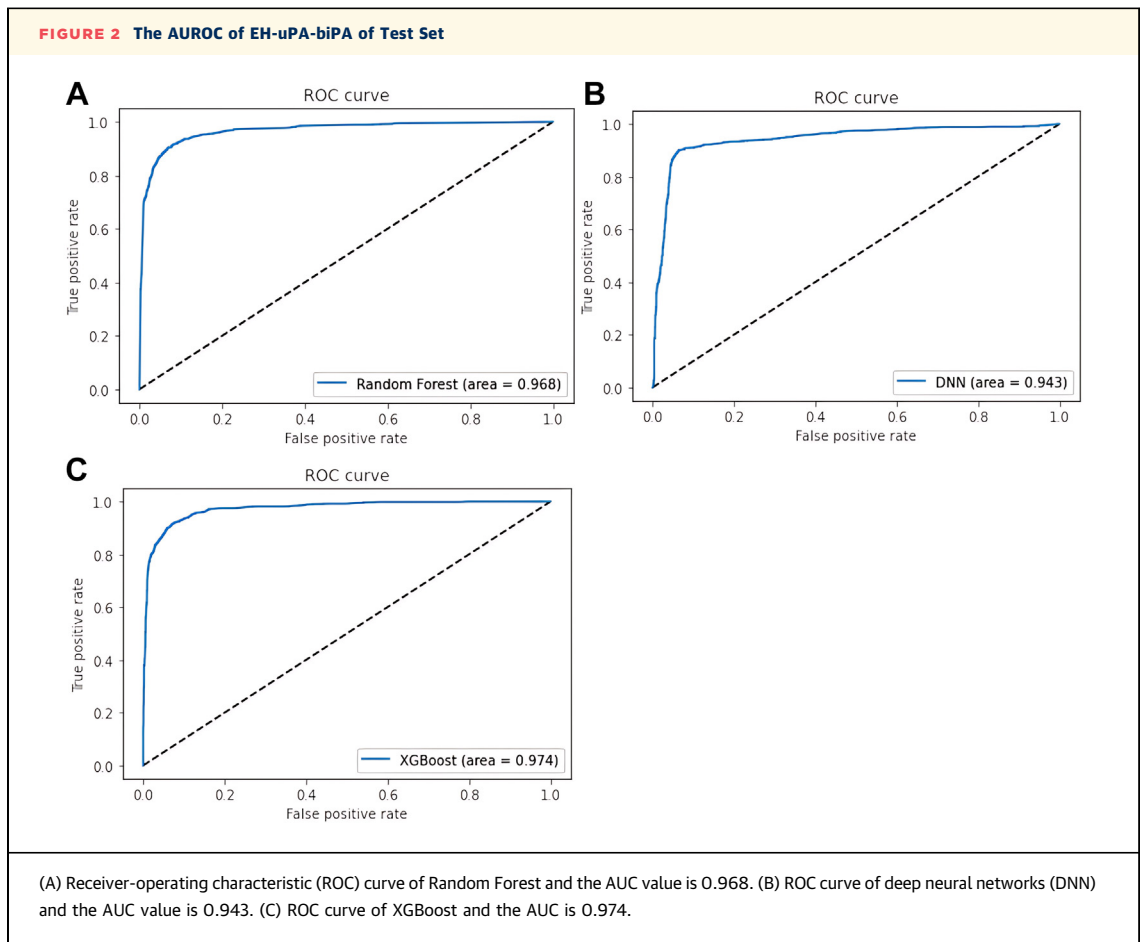 FIGURE 2 The AUROC of EH-uPA-biPA of Test Set
A
ROC curve
1.0
0.8
0.6
0.4
0.2
0.0
True positive rate
Random Forest (area = 0.968)
0.0 0.2 0.4 0.6 0.8 1.0
False positive rate
B
ROC curve
1.0
0.8
0.6
0.4
0.2
0.0
True positive rate
DNN (area = 0.943)
0.0 0.2 0.4 0.6 0.8 1.0
False positive rate
C
ROC curve
1.0
0.8
0.6
0.4
0.2
0.0
True positive rate
XGBoost (area = 0.974)
0.0 0.2 0.4 0.6 0.8 1.0
False positive rate
(A) Receiver-operating characteristic (ROC) curve of Random Forest and the AUC value is 0.968. (B) ROC curve of deep neural networks (DNN)
and the AUC value is 0.943. (C) ROC curve of XGBoost and the AUC is 0.974.